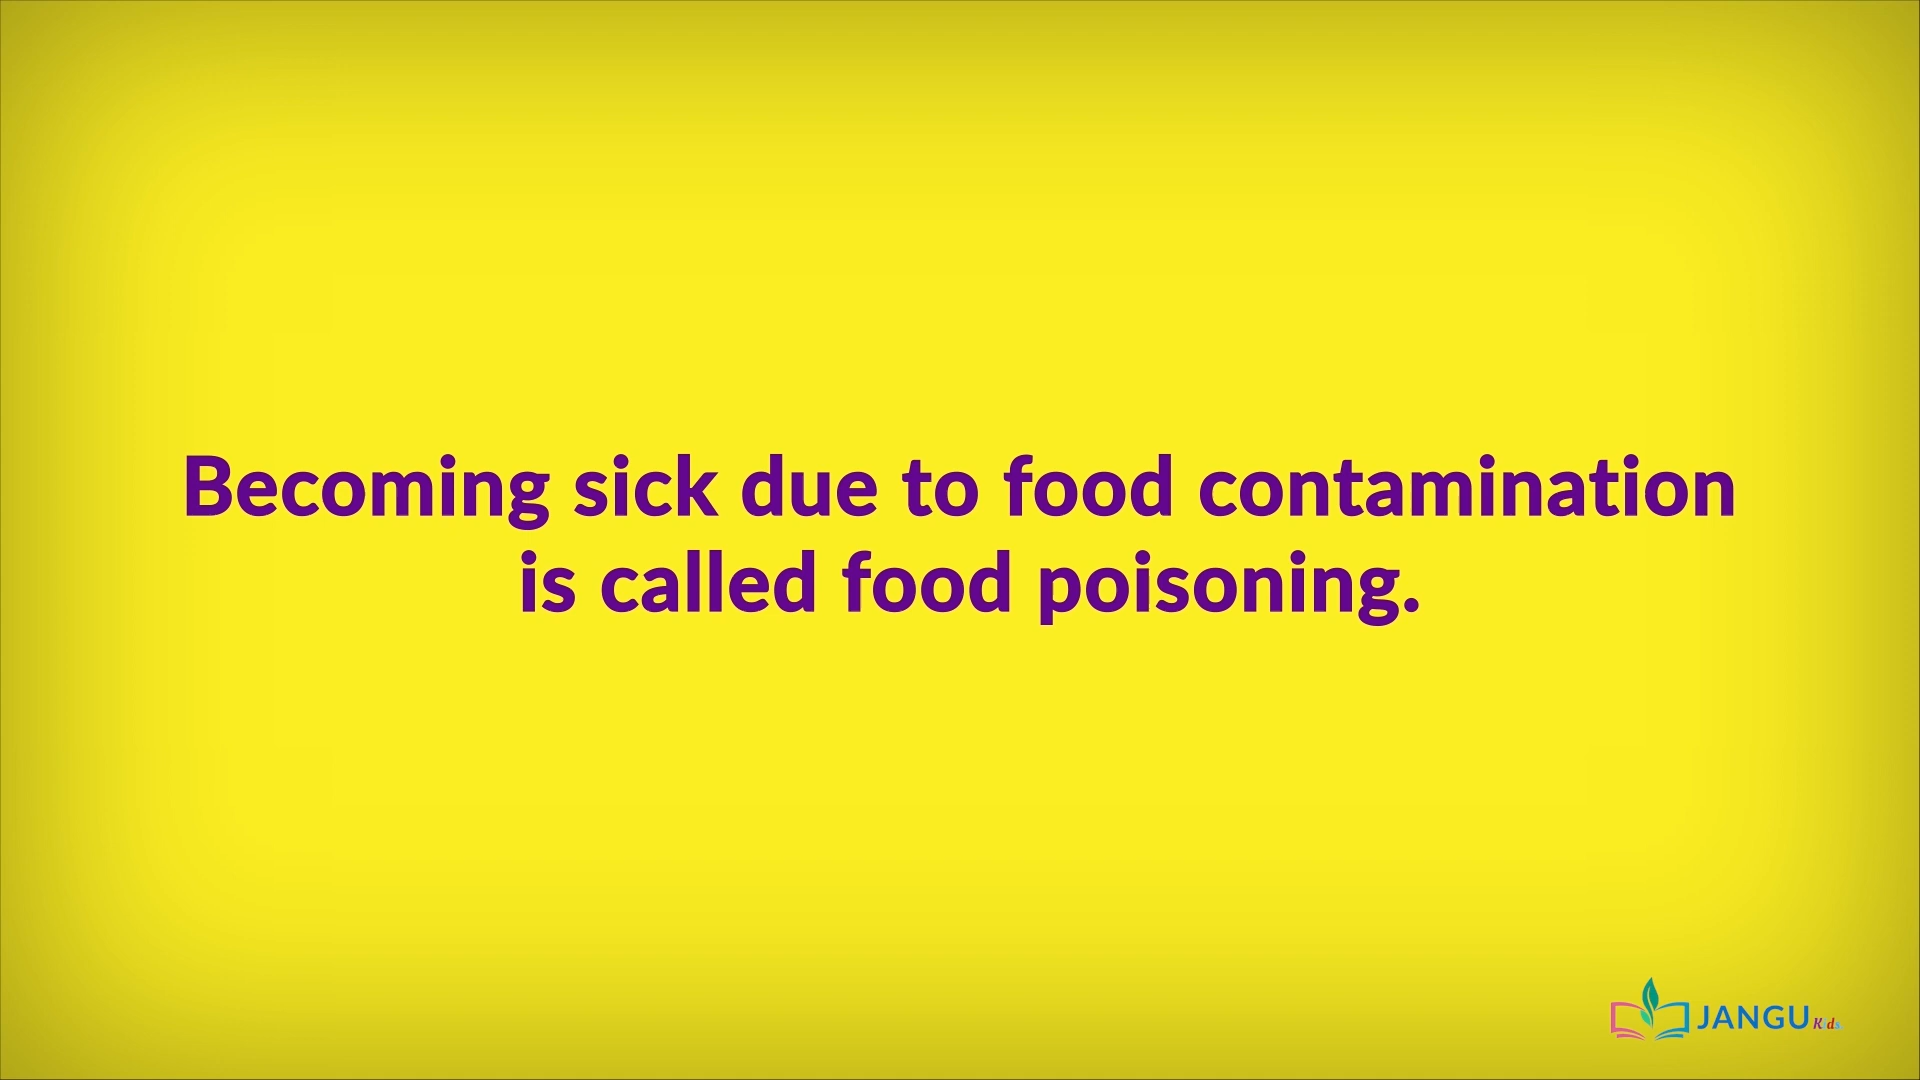 Becoming sick due to food contamination
is called food poisoning.
JANGU Kids